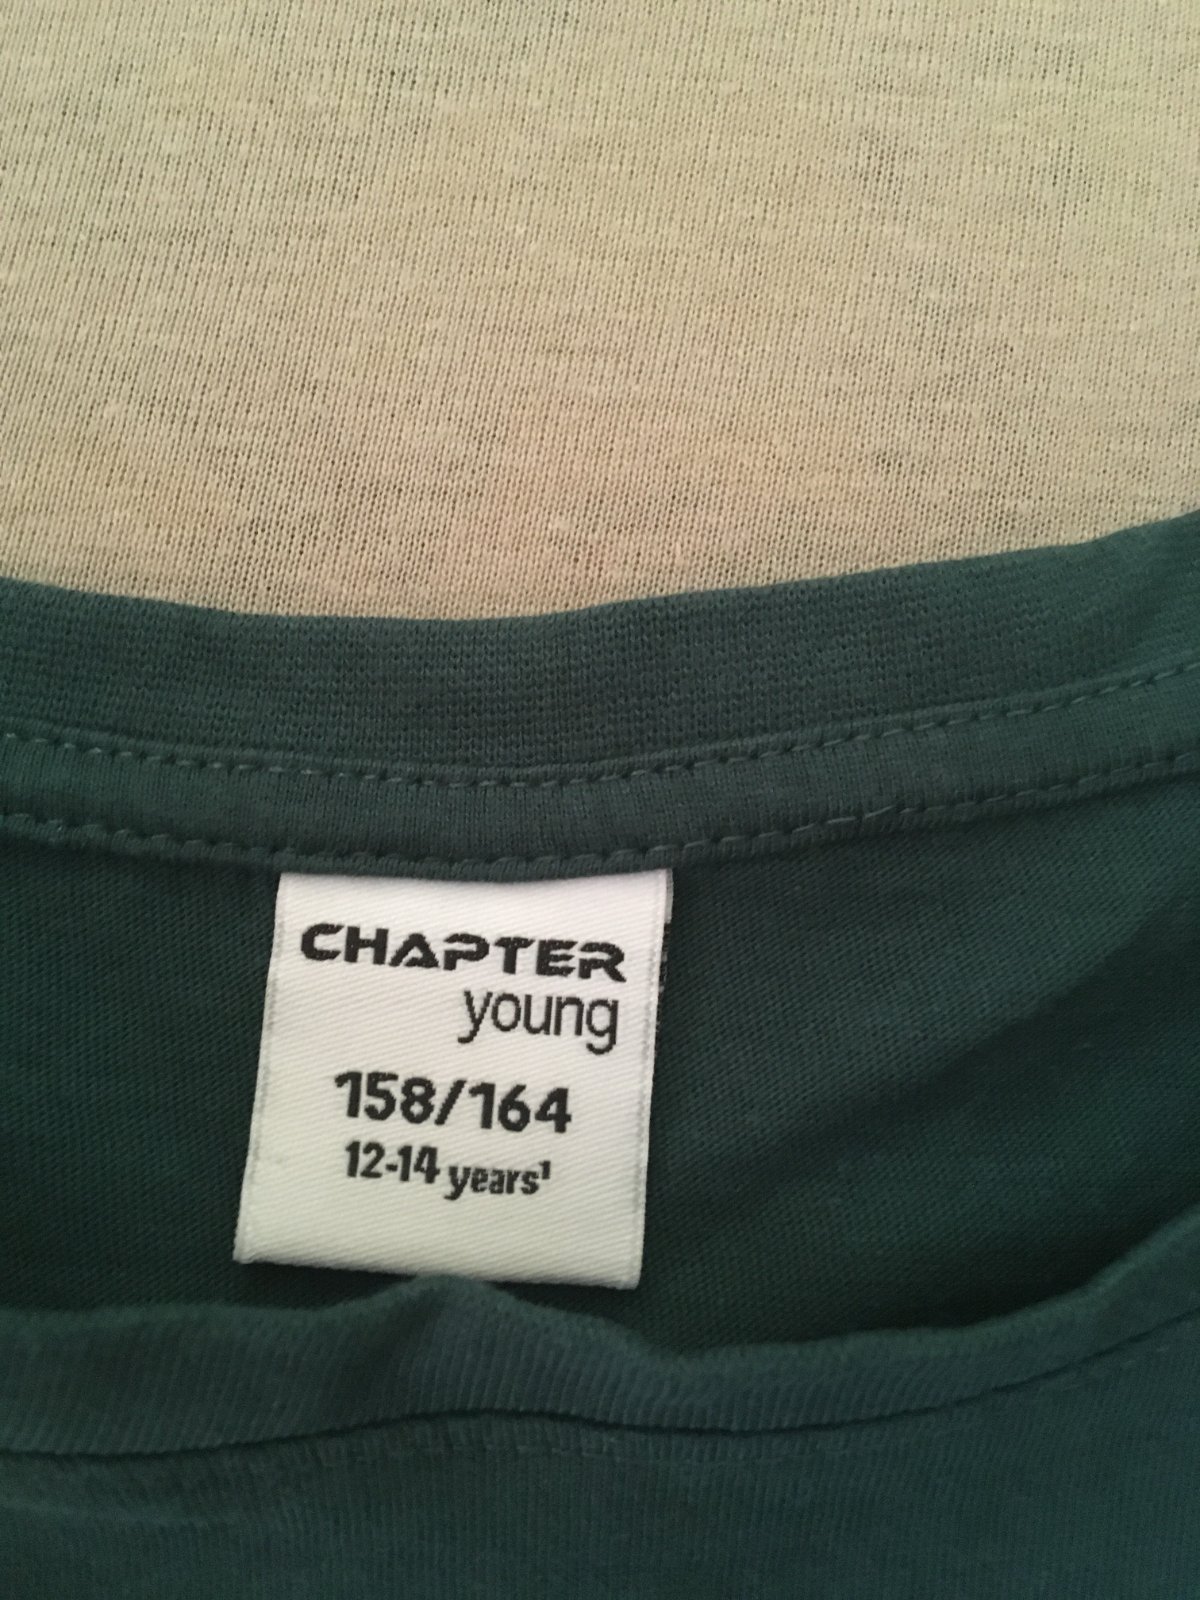 CHAPTER
young
158/164
12-14 years¹